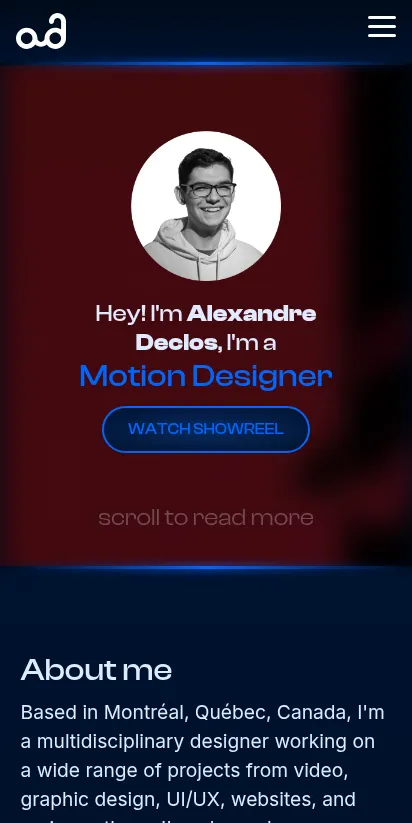 Hey! I'm Alexandre
Declos, I'm a
Motion Designer
WATCH SHOWREEL
scroll to read more
About me
Based in Montréal, Québec, Canada, I'm
a multidisciplinary designer working on
a wide range of projects from video,
graphic design, UI/UX, websites, and